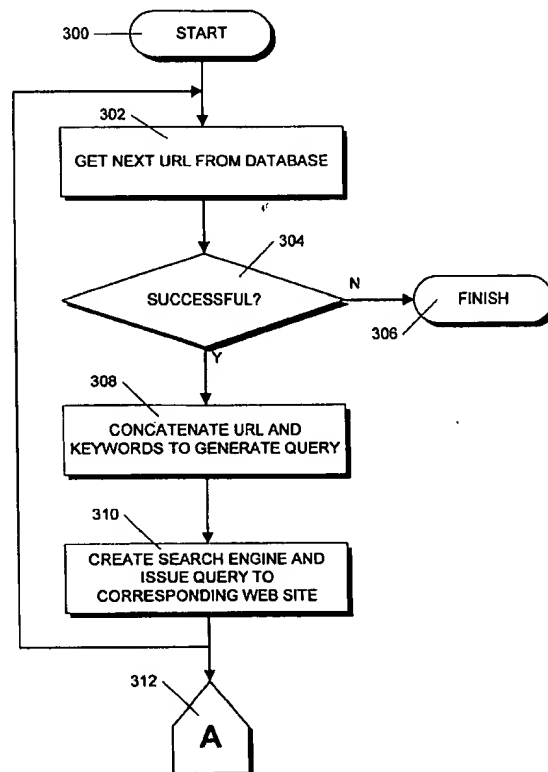 300
START
302
GET NEXT URL FROM DATABASE
304
SUCCESSFUL?
N
FINISH
306
Y
308
CONCATENATE URL AND
KEYWORDS TO GENERATE QUERY
310
CREATE SEARCH ENGINE AND
ISSUE QUERY TO
CORRESPONDING WEB SITE
312
A